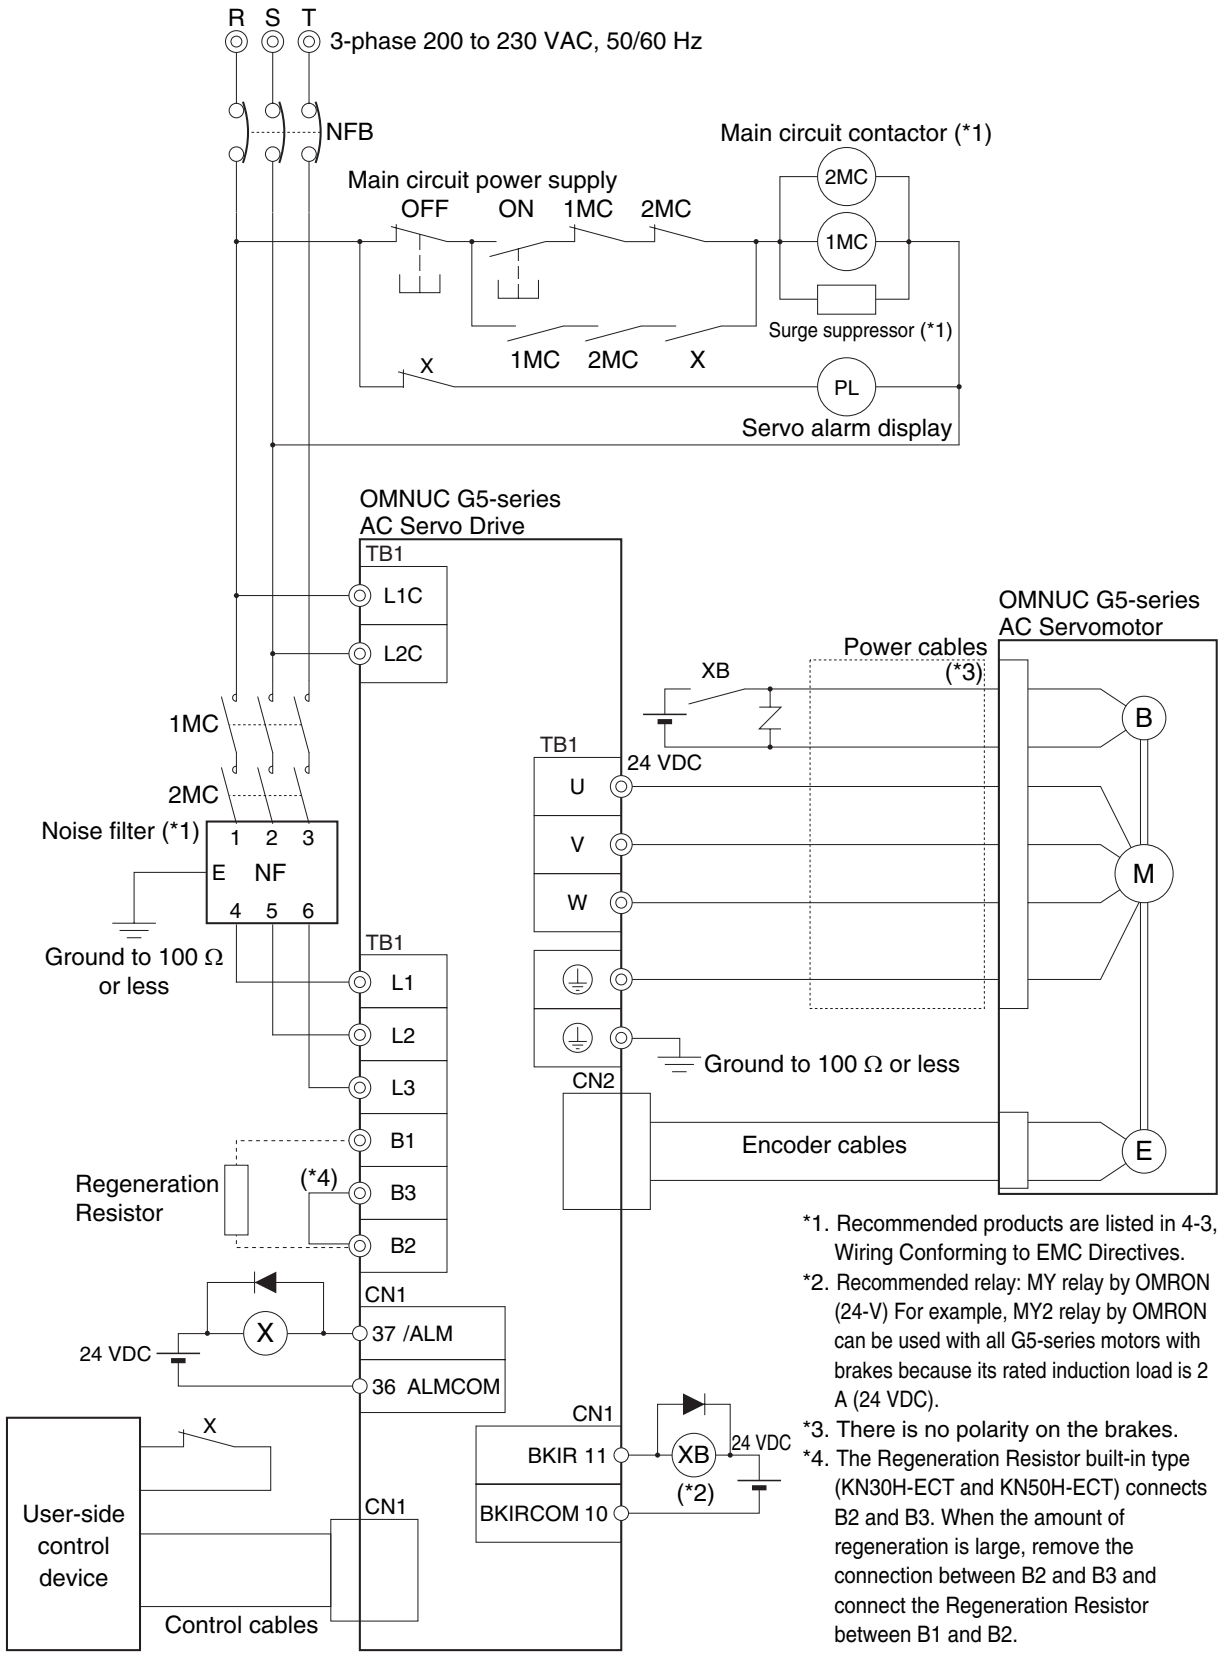 R S T
3-phase 200 to 230 VAC, 50/60 Hz
NFB
Main circuit contactor (*1)
2MC
Main circuit power supply
OFF ON 1MC 2MC
1MC
Surge suppressor (*1)
1MC 2MC X
X
PL
Servo alarm display
OMNUC G5-series
AC Servo Drive
TB1
L1C
L2C
OMNUC G5-series
AC Servomotor
Power cables
(*3)
XB
B
24 VDC
1MC
2MC
TB1
U
V
W
M
Noise filter (*1)
1 2 3
E NF
4 5 6
Ground to 100 Ω
or less
TB1
L1
L2
L3
B1
B3
B2
Ground to 100 Ω or less
CN2
Encoder cables
E
Regeneration
Resistor
(*4)
CN1
X
37 /ALM
24 VDC
36 ALMCOM
CN1
BKIR 11
XB
24 VDC
(*2)
BKIRCOM 10
X
User-side
control
device
CN1
Control cables
*1. Recommended products are listed in 4-3,
Wiring Conforming to EMC Directives.
*2. Recommended relay: MY relay by OMRON
(24-V) For example, MY2 relay by OMRON
can be used with all G5-series motors with
brakes because its rated induction load is 2
A (24 VDC).
*3. There is no polarity on the brakes.
*4. The Regeneration Resistor built-in type
(KN30H-ECT and KN50H-ECT) connects
B2 and B3. When the amount of
regeneration is large, remove the
connection between B2 and B3 and
connect the Regeneration Resistor
between B1 and B2.